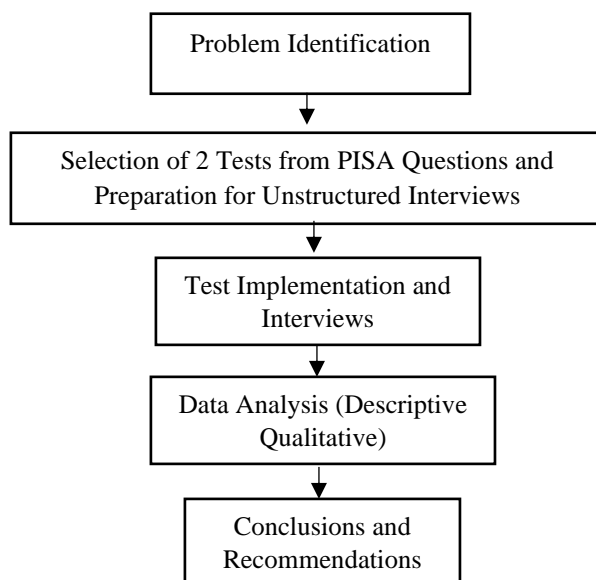 Problem Identification
Selection of 2 Tests from PISA Questions and
Preparation for Unstructured Interviews
Test Implementation and
Interviews
Data Analysis (Descriptive
Qualitative)
Conclusions and
Recommendations